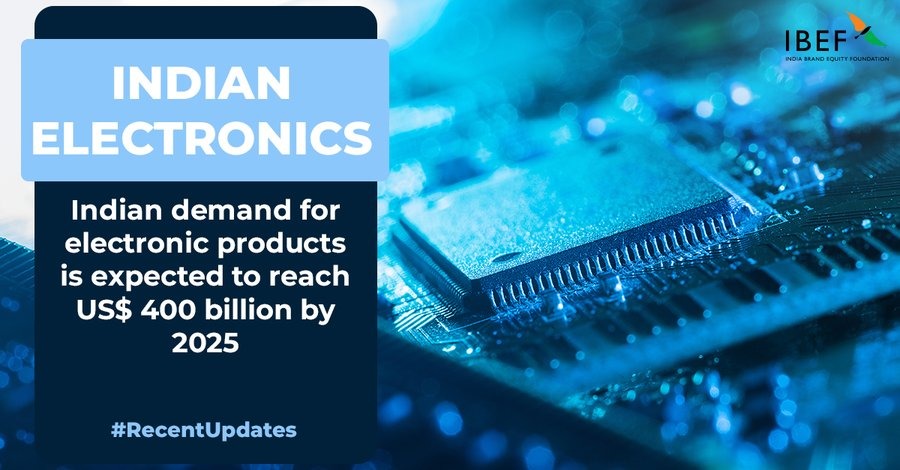 INDIAN
ELECTRONICS
Indian demand for
electronic products
is expected to reach
US$ 400 billion by
2025
#RecentUpdates
IBEF
INDIA BRAND EQUITY FOUNDATION